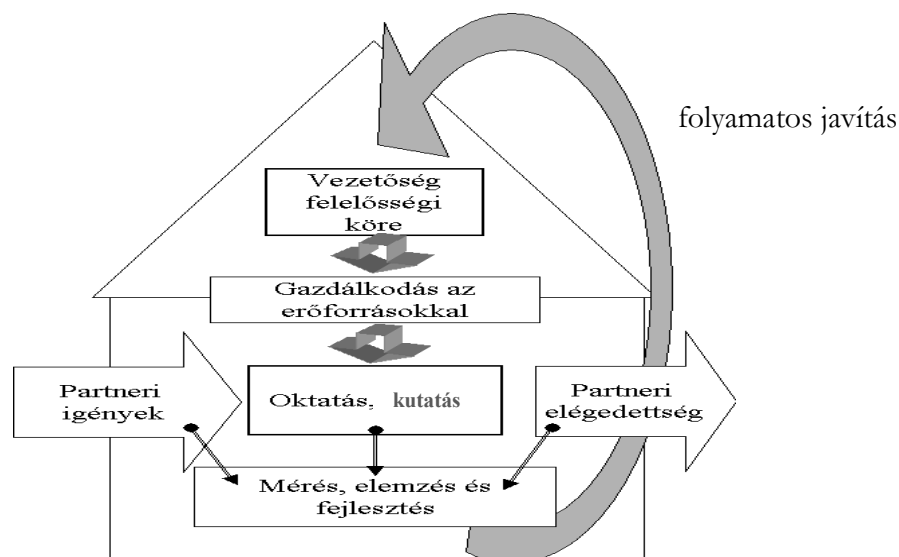 folyamatos javítás
Vezetőség
felelősségi
köre
Gazdálkodás az
erőforrásokkal
Partneri
igények
Oktatás, kutatás
Partneri
elégedettség
Mérés, elemzés és
fejlesztés